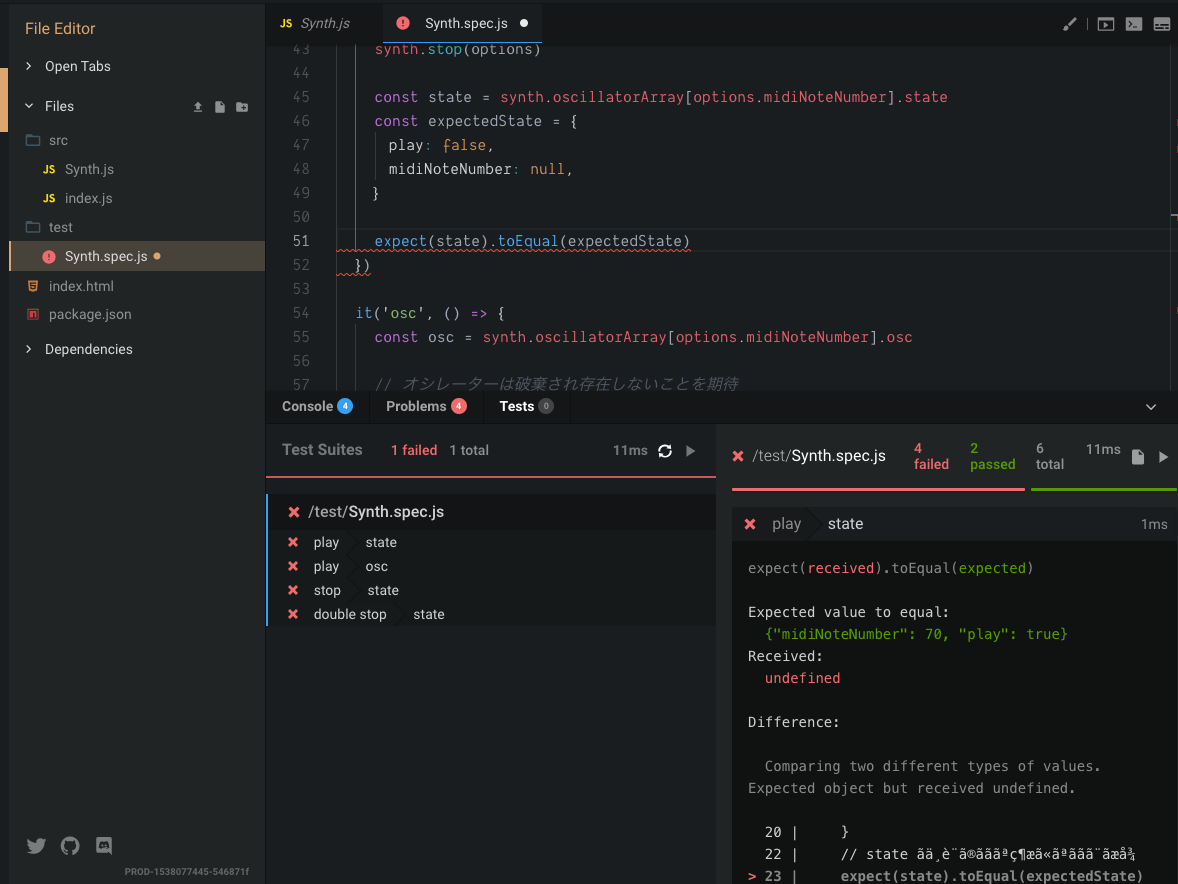 File Editor
Open Tabs
Files
src
JS Synth.js
JS index.js
test
Synth.spec.js
index.html
package.json
Dependencies
PROD-1538077445-546871f
JS Synth.js
Synth.spec.js
43 synth.stop(options)
44
45 const state = synth.oscillatorArray[options.midiNoteNumber].state
46 const expectedState = {
47 play: false,
48 midiNoteNumber: null,
49 }
50
51 expect(state).toEqual(expectedState)
52 })
53
54 it('osc', () => {
55 const osc = synth.oscillatorArray[options.midiNoteNumber].osc
56
57 // オシレーターは破棄され存在しないことを期待
Console 4 Problems 4 Tests 0
Test Suites 1 failed 1 total 11ms
/test/Synth.spec.js
play state
play osc
stop state
double stop state
/test/Synth.spec.js 4 failed 2 passed 6 total 11ms
play state 1ms
expect(received).toEqual(expected)
Expected value to equal:
{"midiNoteNumber": 70, "play": true}
Received:
undefined
Difference:
Comparing two different types of values.
Expected object but received undefined.
20 | }
22 | // state
> 23 | expect(state).toEqual(expectedState)